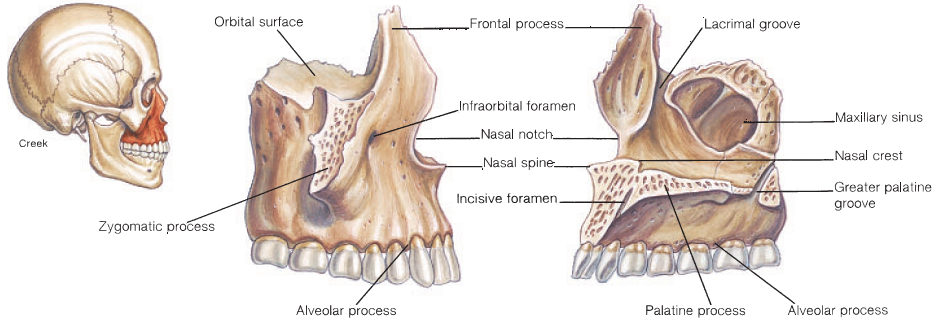 Orbital surface
Frontal process
Lacrimal groove
Infraorbital foramen
Maxillary sinus
Creek
Nasal notch
Nasal spine
Nasal crest
Incisive foramen
Greater palatine
groove
Zygomatic process
Alveolar process
Palatine process
Alveolar process